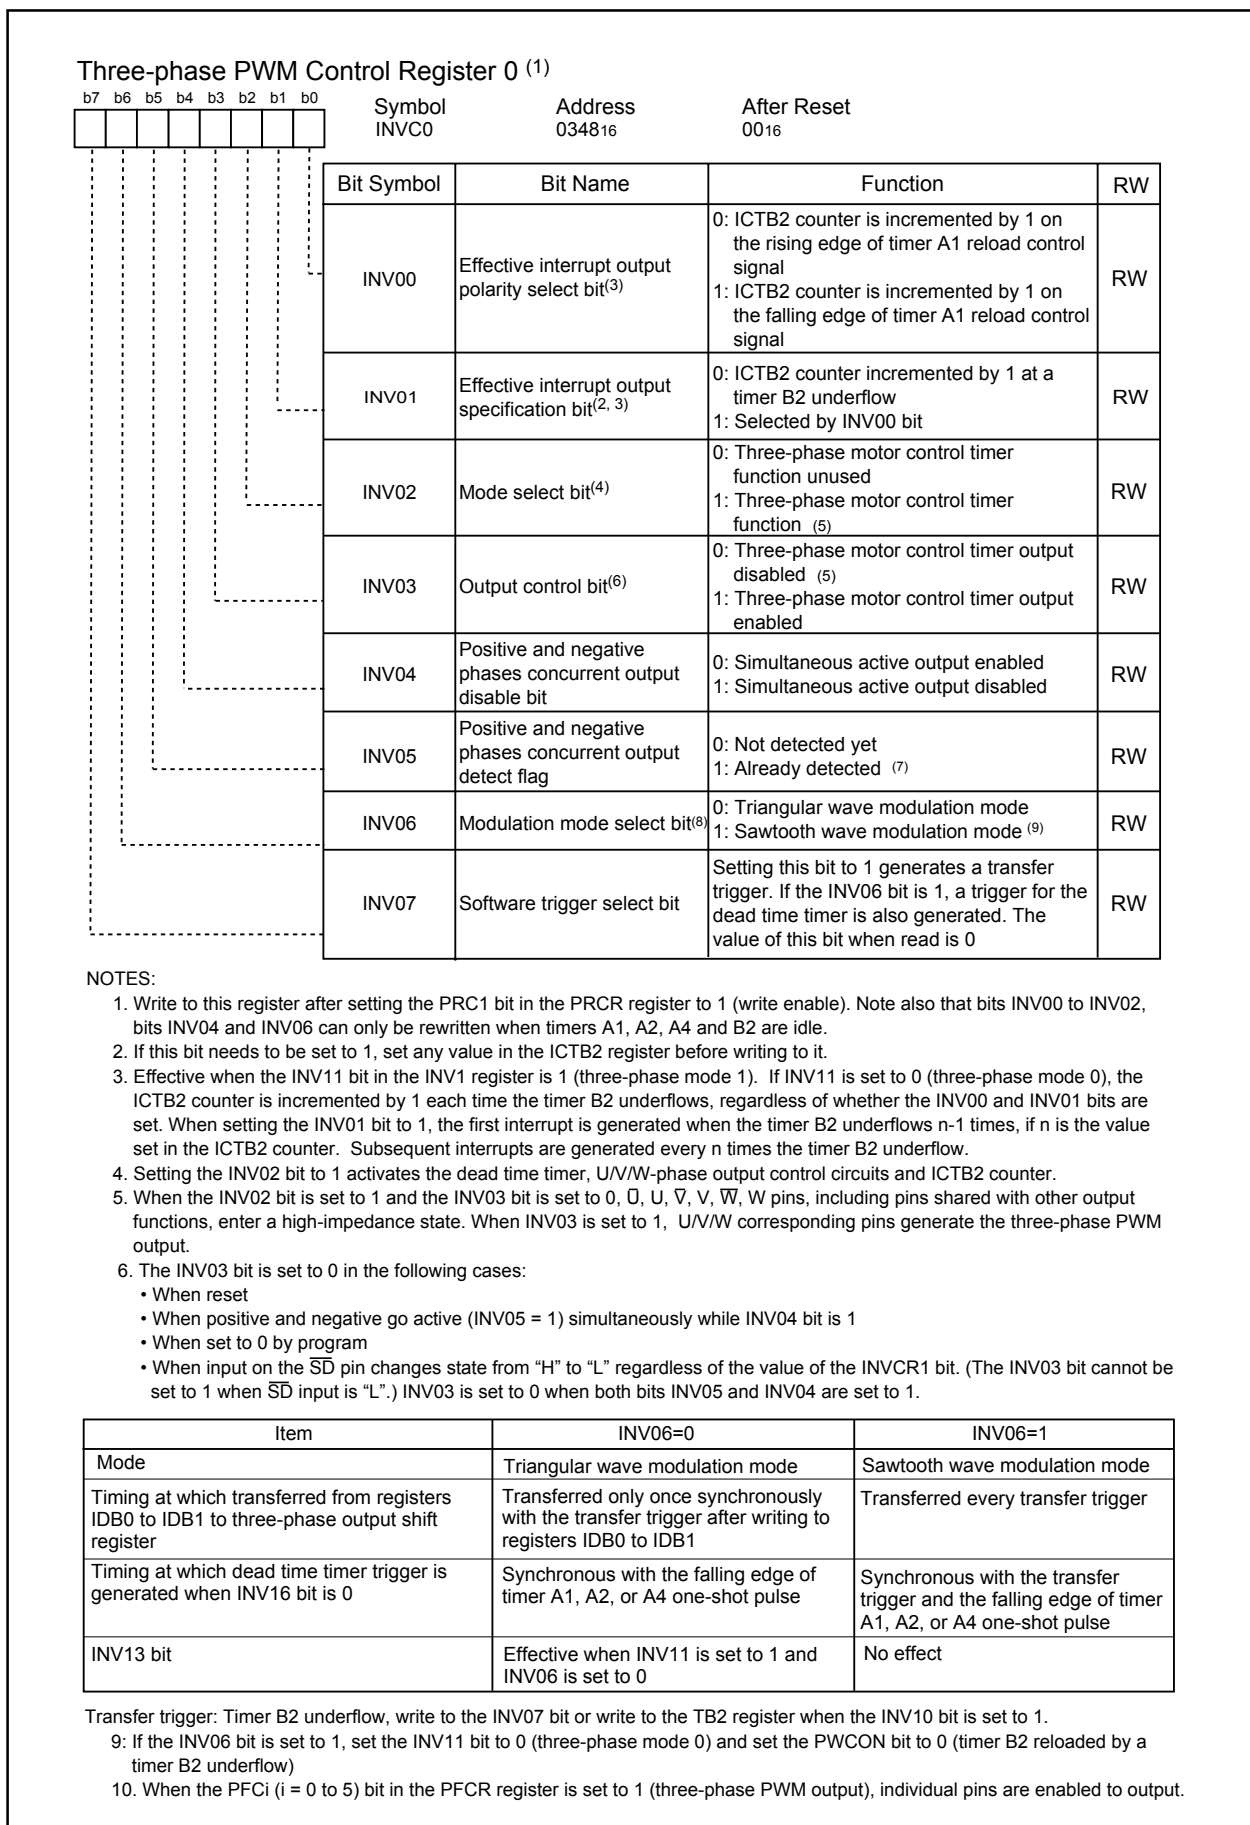 Three-phase PWM Control Register 0 (1)
b7 b6 b5 b4 b3 b2 b1 b0
Symbol Address After Reset
INVC0 034816 0016
Bit Symbol Bit Name Function RW
INV00
Effective interrupt output
polarity select bit(3)
0: ICTB2 counter is incremented by 1 on
the rising edge of timer A1 reload control
signal
1: ICTB2 counter is incremented by 1 on
the falling edge of timer A1 reload control
signal
RW
INV01
Effective interrupt output
specification bit(2, 3)
0: ICTB2 counter incremented by 1 at a
timer B2 underflow
1: Selected by INV00 bit
RW
INV02
Mode select bit(4)
0: Three-phase motor control timer
function unused
1: Three-phase motor control timer
function (5)
RW
INV03
Output control bit(6)
0: Three-phase motor control timer output
disabled (5)
1: Three-phase motor control timer output
enabled
RW
INV04
Positive and negative
phases concurrent output
disable bit
0: Simultaneous active output enabled
1: Simultaneous active output disabled
RW
INV05
Positive and negative
phases concurrent output
detect flag
0: Not detected yet
1: Already detected (7)
RW
INV06
Modulation mode select bit(8)
0: Triangular wave modulation mode
1: Sawtooth wave modulation mode (9)
RW
INV07
Software trigger select bit
Setting this bit to 1 generates a transfer
trigger. If the INV06 bit is 1, a trigger for the
dead time timer is also generated. The
value of this bit when read is 0
RW
NOTES:
1. Write to this register after setting the PRC1 bit in the PRCR register to 1 (write enable). Note also that bits INV00 to INV02,
bits INV04 and INV06 can only be rewritten when timers A1, A2, A4 and B2 are idle.
2. If this bit needs to be set to 1, set any value in the ICTB2 register before writing to it.
3. Effective when the INV11 bit in the INV1 register is 1 (three-phase mode 1). If INV11 is set to 0 (three-phase mode 0), the
ICTB2 counter is incremented by 1 each time the timer B2 underflows, regardless of whether the INV00 and INV01 bits are
set. When setting the INV01 bit to 1, the first interrupt is generated when the timer B2 underflows n-1 times, if n is the value
set in the ICTB2 counter. Subsequent interrupts are generated every n times the timer B2 underflow.
4. Setting the INV02 bit to 1 activates the dead time timer, U/V/W-phase output control circuits and ICTB2 counter.
5. When the INV02 bit is set to 1 and the INV03 bit is set to 0, U̅, U, V̅, V, W̅, W pins, including pins shared with other output
functions, enter a high-impedance state. When INV03 is set to 1, U/V/W corresponding pins generate the three-phase PWM
output.
6. The INV03 bit is set to 0 in the following cases:
• When reset
• When positive and negative go active (INV05 = 1) simultaneously while INV04 bit is 1
• When set to 0 by program
• When input on the S̅D̅ pin changes state from “H” to “L” regardless of the value of the INVCR1 bit. (The INV03 bit cannot be
set to 1 when S̅D̅ input is “L”.) INV03 is set to 0 when both bits INV05 and INV04 are set to 1.
Item INV06=0 INV06=1
Mode
Triangular wave modulation mode
Sawtooth wave modulation mode
Timing at which transferred from registers
IDB0 to IDB1 to three-phase output shift
register
Transferred only once synchronously
with the transfer trigger after writing to
registers IDB0 to IDB1
Transferred every transfer trigger
Timing at which dead time timer trigger is
generated when INV16 bit is 0
Synchronous with the falling edge of
timer A1, A2, or A4 one-shot pulse
Synchronous with the transfer
trigger and the falling edge of timer
A1, A2, or A4 one-shot pulse
INV13 bit
Effective when INV11 is set to 1 and
INV06 is set to 0
No effect
Transfer trigger: Timer B2 underflow, write to the INV07 bit or write to the TB2 register when the INV10 bit is set to 1.
9: If the INV06 bit is set to 1, set the INV11 bit to 0 (three-phase mode 0) and set the PWCON bit to 0 (timer B2 reloaded by a
timer B2 underflow)
10. When the PFCi (i = 0 to 5) bit in the PFCR register is set to 1 (three-phase PWM output), individual pins are enabled to output.